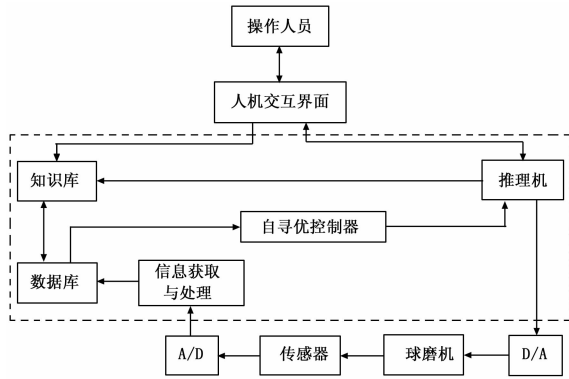 操作人员
人机交互界面
知识库
推理机
自寻优控制器
数据库
信息获取
与处理
A/D
传感器
球磨机
D/A